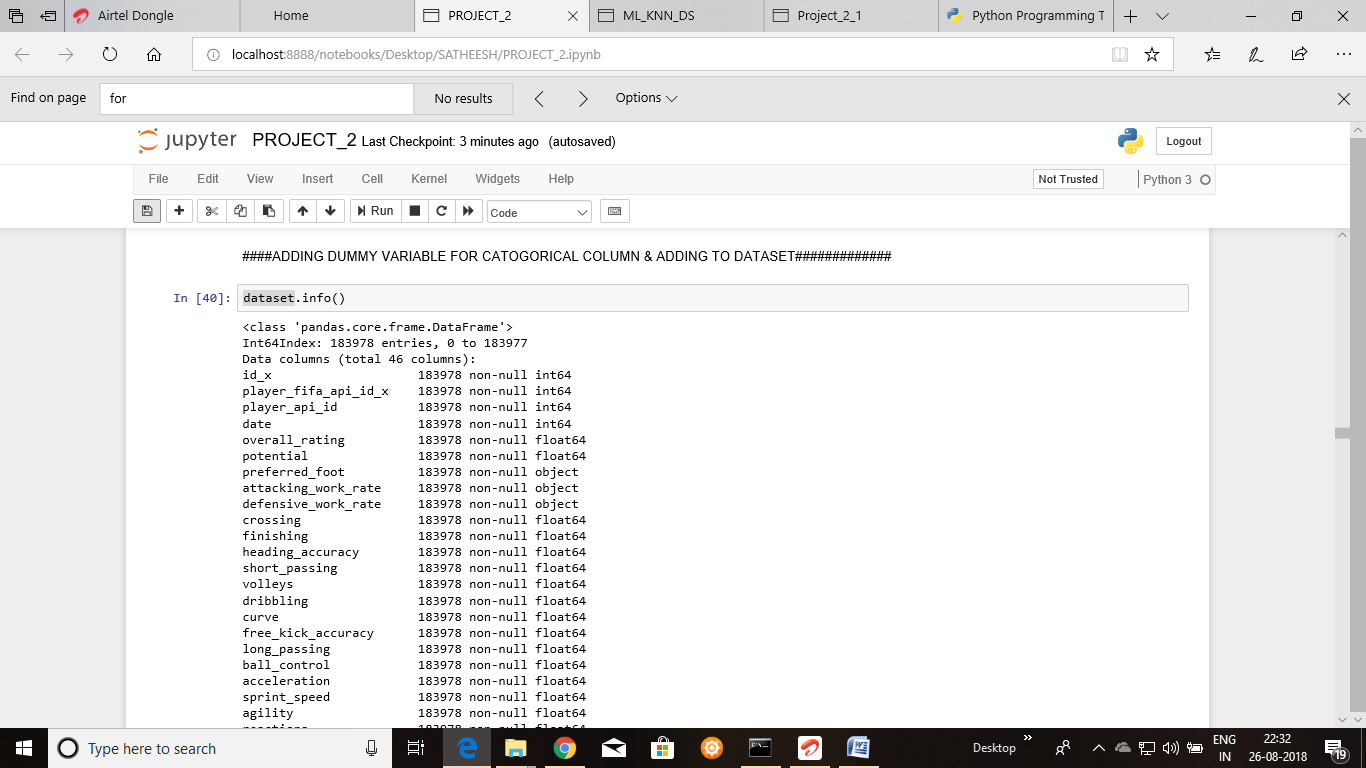 Airtel Dongle
Home
PROJECT_2
ML_KNN_DS
Project_2_1
Python Programming T
localhost:8888/notebooks/Desktop/SATHEESH/PROJECT_2.ipynb
Find on page
for
No results
Options
jupyter PROJECT_2 Last Checkpoint: 3 minutes ago (autosaved)
Logout
File Edit View Insert Cell Kernel Widgets Help
Not Trusted
Python 3
Run
Code
####ADDING DUMMY VARIABLE FOR CATOGORICAL COLUMN & ADDING TO DATASET#############
In [40]: dataset.info()
<class 'pandas.core.frame.DataFrame'>
Int64Index: 183978 entries, 0 to 183977
Data columns (total 46 columns):
id_x 183978 non-null int64
player_fifa_api_id_x 183978 non-null int64
player_api_id 183978 non-null int64
date 183978 non-null int64
overall_rating 183978 non-null float64
potential 183978 non-null float64
preferred_foot 183978 non-null object
attacking_work_rate 183978 non-null object
defensive_work_rate 183978 non-null object
crossing 183978 non-null float64
finishing 183978 non-null float64
heading_accuracy 183978 non-null float64
short_passing 183978 non-null float64
volleys 183978 non-null float64
dribbling 183978 non-null float64
curve 183978 non-null float64
free_kick_accuracy 183978 non-null float64
long_passing 183978 non-null float64
ball_control 183978 non-null float64
acceleration 183978 non-null float64
sprint_speed 183978 non-null float64
agility 183978 non-null float64
Type here to search
Desktop
ENG
IN
22:32
26-08-2018
19